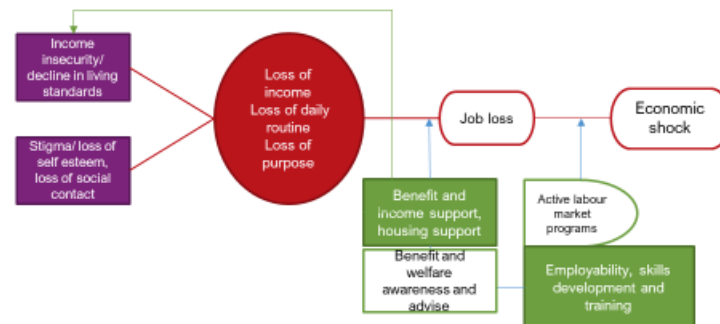 Income
insecurity/
decline in living
standards
Stigma/ loss of
self esteem,
loss of social
contact
Loss of
income
Loss of daily
routine
Loss of
purpose
Job loss
Economic
shock
Benefit and
income support,
housing support
Benefit and
welfare
awareness and
advise
Active labour
market
programs
Employability, skills
development and
training